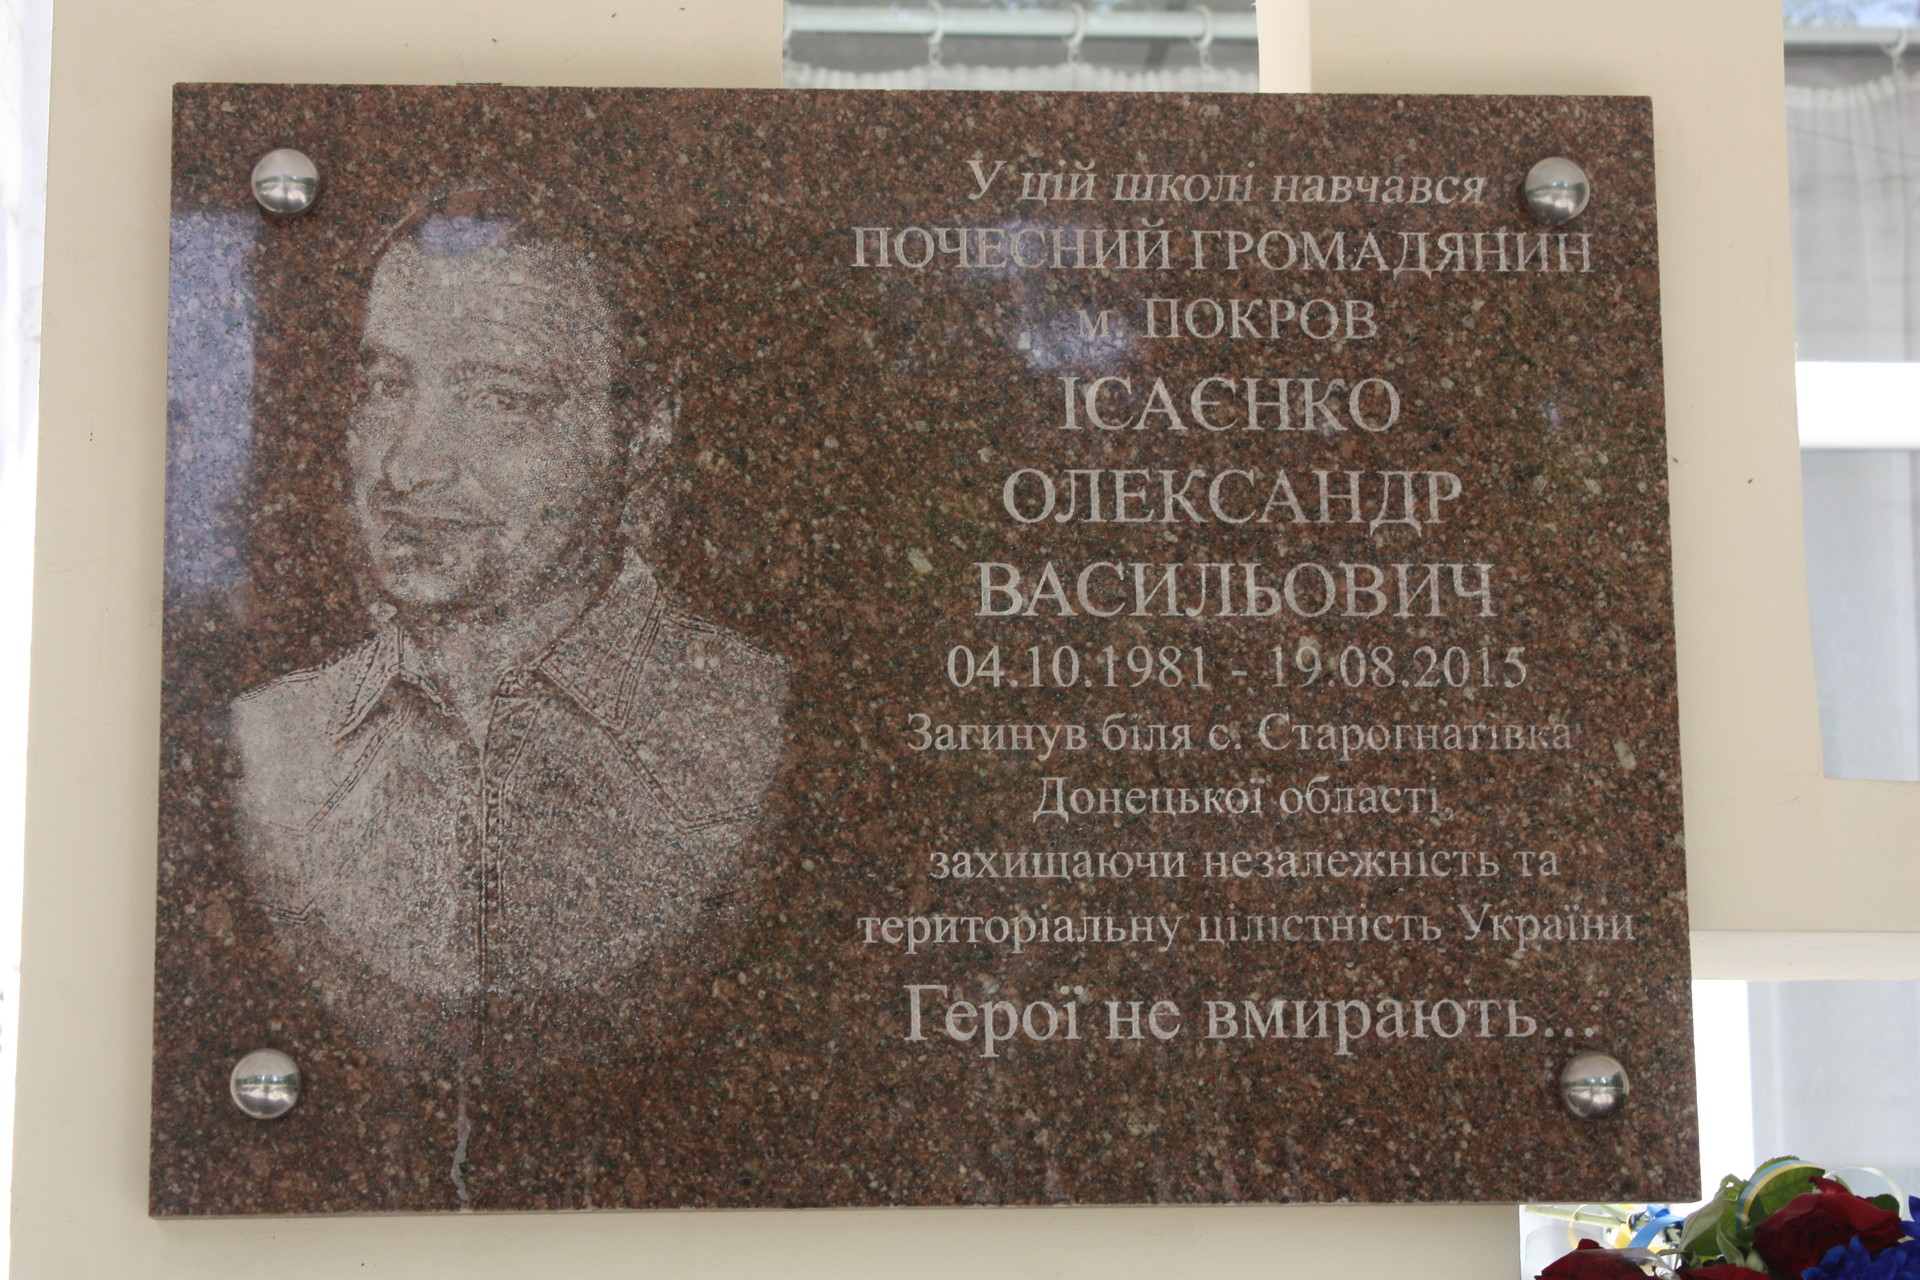 У цій школі навчався
ПОЧЕСНИЙ ГРОМАДЯНИН
м. ПОКРОВ
ІСАЄНКО
ОЛЕКСАНДР
ВАСИЛЬОВИЧ
04.10.1981 - 19.08.2015
Загинув біля с. Старогнатівка
Донецької області,
захищаючи незалежність та
територіальну цілістність України
Герої не вмирають...